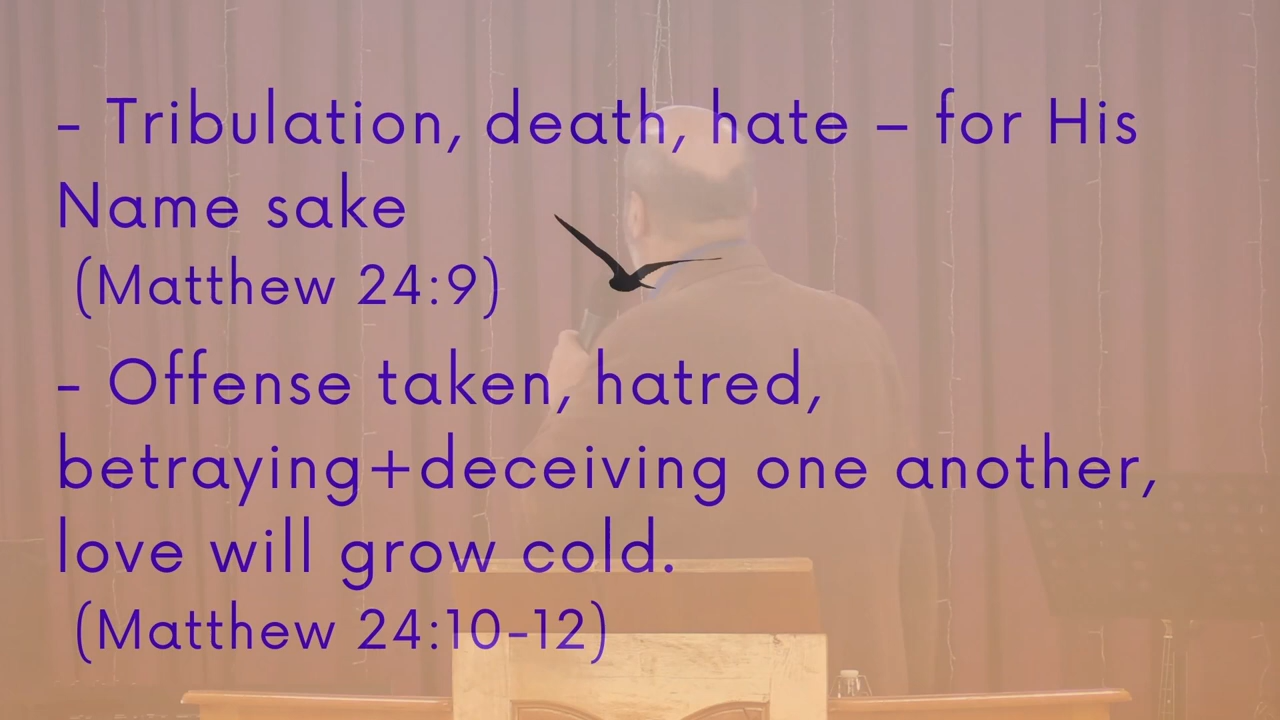 - Tribulation, death, hate – for His
Name sake
(Matthew 24:9)
- Offense taken, hatred,
betraying+deceiving one another,
love will grow cold.
(Matthew 24:10-12)